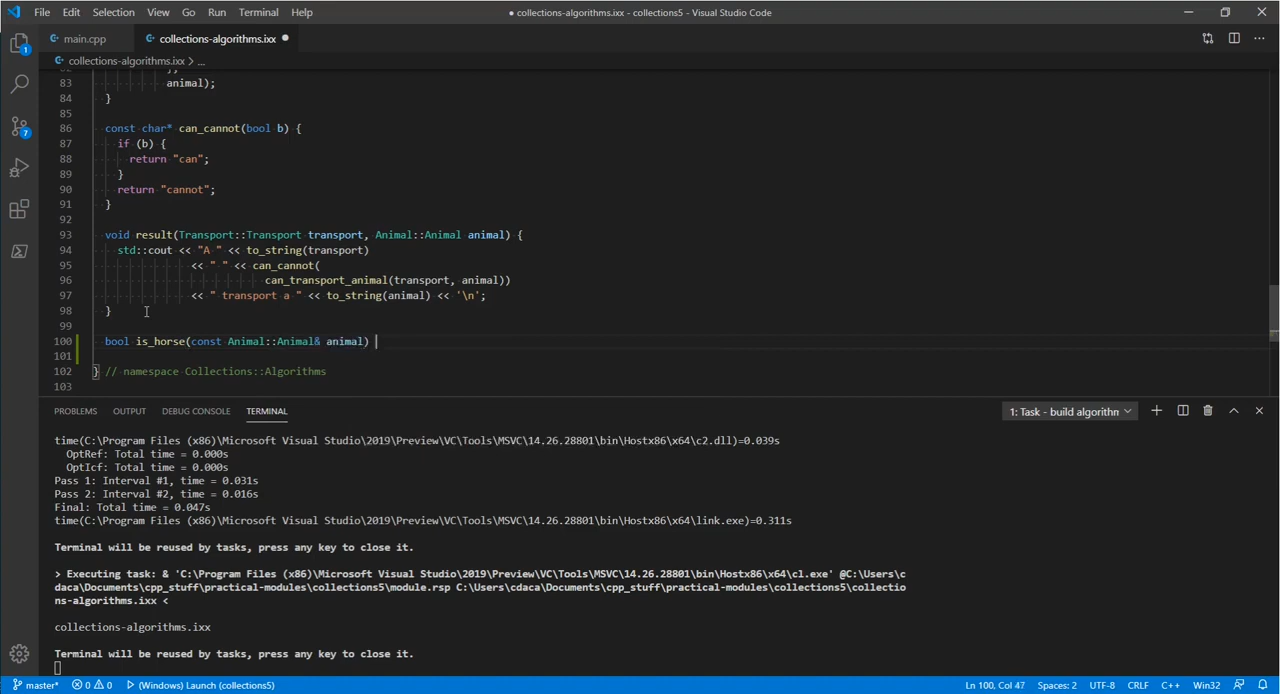 File Edit Selection View Go Run Terminal Help
● collections-algorithms.ixx - collections5 - Visual Studio Code
main.cpp
collections-algorithms.ixx ●
collections-algorithms.ixx > ...
83 animal);
84 }
85
86 const char* can_cannot(bool b) {
87 if (b) {
88 return "can";
89 }
90 return "cannot";
91 }
92
93 void result(Transport::Transport transport, Animal::Animal animal) {
94 std::cout << "A " << to_string(transport)
95 << " " << can_cannot(
96 can_transport_animal(transport, animal))
97 << " transport a " << to_string(animal) << '\n';
98 }
99
100 bool is_horse(const Animal::Animal& animal)
101
102 } // namespace Collections::Algorithms
103
PROBLEMS OUTPUT DEBUG CONSOLE TERMINAL
1: Task - build algorithm
time(C:\Program Files (x86)\Microsoft Visual Studio\2019\Preview\VC\Tools\MSVC\14.26.28801\bin\Hostx86\x64\c2.dll)=0.039s
OptRef: Total time = 0.000s
OptIcf: Total time = 0.000s
Pass 1: Interval #1, time = 0.031s
Pass 2: Interval #2, time = 0.016s
Final: Total time = 0.047s
time(C:\Program Files (x86)\Microsoft Visual Studio\2019\Preview\VC\Tools\MSVC\14.26.28801\bin\Hostx86\x64\link.exe)=0.311s
Terminal will be reused by tasks, press any key to close it.
> Executing task: & 'C:\Program Files (x86)\Microsoft Visual Studio\2019\Preview\VC\Tools\MSVC\14.26.28801\bin\Hostx86\x64\cl.exe' @C:\Users\c
daca\Documents\cpp_stuff\practical-modules\collections5\module.rsp C:\Users\cdaca\Documents\cpp_stuff\practical-modules\collections5\collectio
ns-algorithms.ixx <
collections-algorithms.ixx
Terminal will be reused by tasks, press any key to close it.
1
7
master* 0 0 (Windows) Launch (collections5)
Ln 100, Col 47 Spaces: 2 UTF-8 CRLF C++ Win32